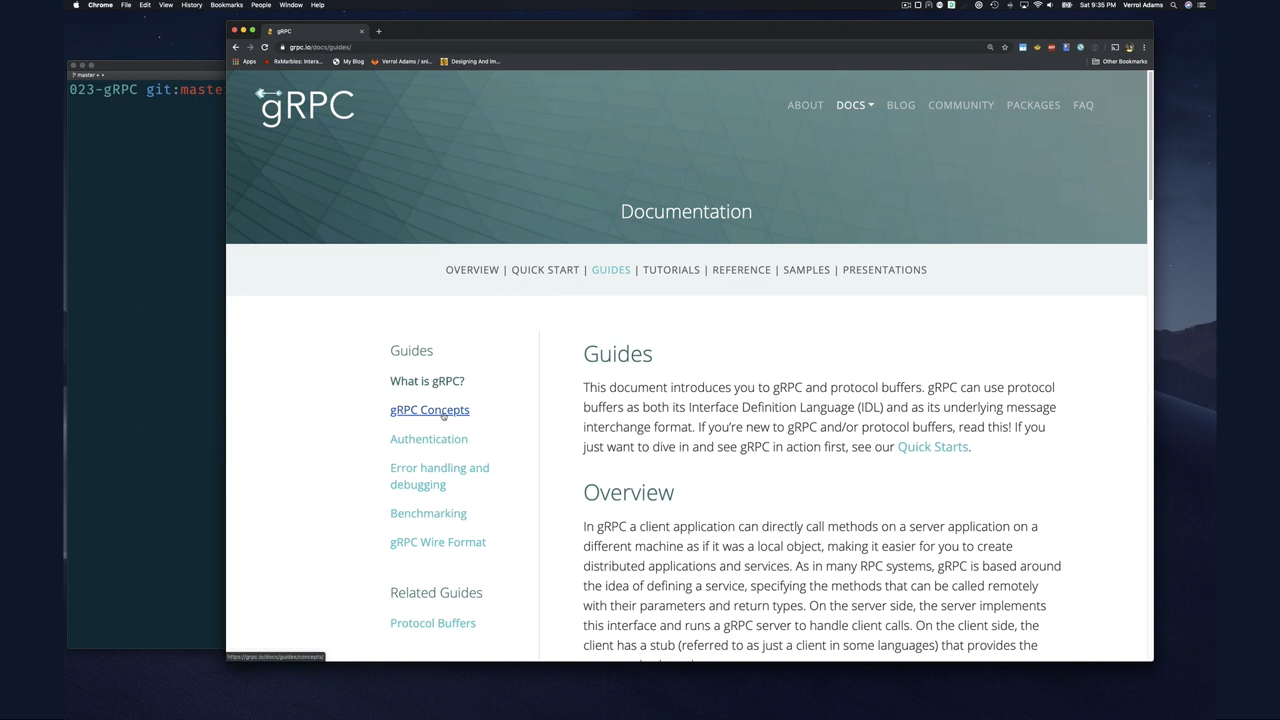 Chrome File Edit View History Bookmarks People Window Help
Sat 9:35 PM Verrol Adams
gRPC
grpc.io/docs/guides/
Apps RxMarbles: Intera... My Blog Verrol Adams / sni... Designing And Im... Other Bookmarks
master
023-gRPC git:maste
gRPC
ABOUT DOCS BLOG COMMUNITY PACKAGES FAQ
Documentation
OVERVIEW | QUICK START | GUIDES | TUTORIALS | REFERENCE | SAMPLES | PRESENTATIONS
Guides
What is gRPC?
gRPC Concepts
Authentication
Error handling and
debugging
Benchmarking
gRPC Wire Format
Related Guides
Protocol Buffers
Guides
This document introduces you to gRPC and protocol buffers. gRPC can use protocol
buffers as both its Interface Definition Language (IDL) and as its underlying message
interchange format. If you're new to gRPC and/or protocol buffers, read this! If you
just want to dive in and see gRPC in action first, see our Quick Starts.
Overview
In gRPC a client application can directly call methods on a server application on a
different machine as if it was a local object, making it easier for you to create
distributed applications and services. As in many RPC systems, gRPC is based around
the idea of defining a service, specifying the methods that can be called remotely
with their parameters and return types. On the server side, the server implements
this interface and runs a gRPC server to handle client calls. On the client side, the
client has a stub (referred to as just a client in some languages) that provides the
https://grpc.io/docs/guides/concepts/